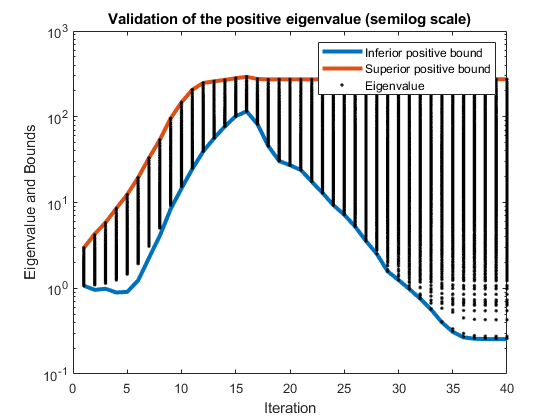 Validation of the positive eigenvalue (semilog scale)
Inferior positive bound
Superior positive bound
Eigenvalue
Eigenvalue and Bounds
10^3
10^2
10^1
10^0
10^-1
0 5 10 15 20 25 30 35 40
Iteration